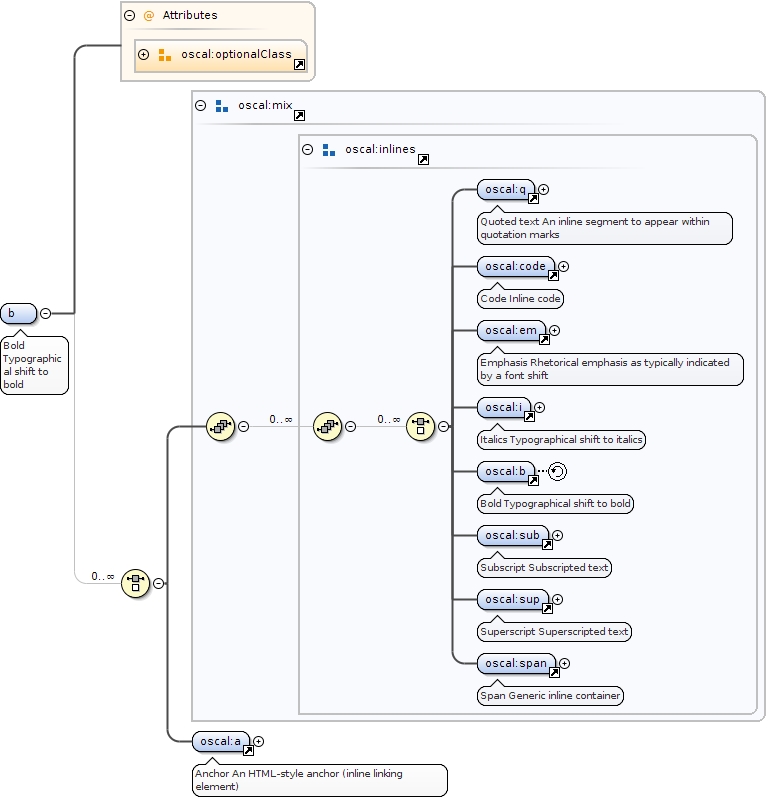 Attributes
oscal:optionalClass
oscal:mix
oscal:inlines
oscal:q
Quoted text An inline segment to appear within
quotation marks
oscal:code
Code Inline code
b
Bold
Typographic
al shift to
bold
oscal:em
Emphasis Rhetorical emphasis as typically indicated
by a font shift
oscal:i
0..∞
0..∞
Italics Typographical shift to italics
oscal:b
Bold Typographical shift to bold
oscal:sub
Subscript Subscripted text
0..∞
oscal:sup
Superscript Superscripted text
oscal:span
Span Generic inline container
oscal:a
Anchor An HTML-style anchor (inline linking
element)